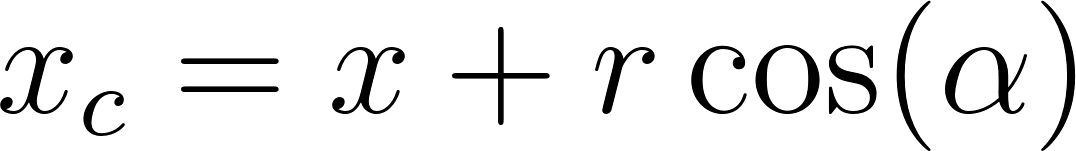 x_c = x + r cos(α)